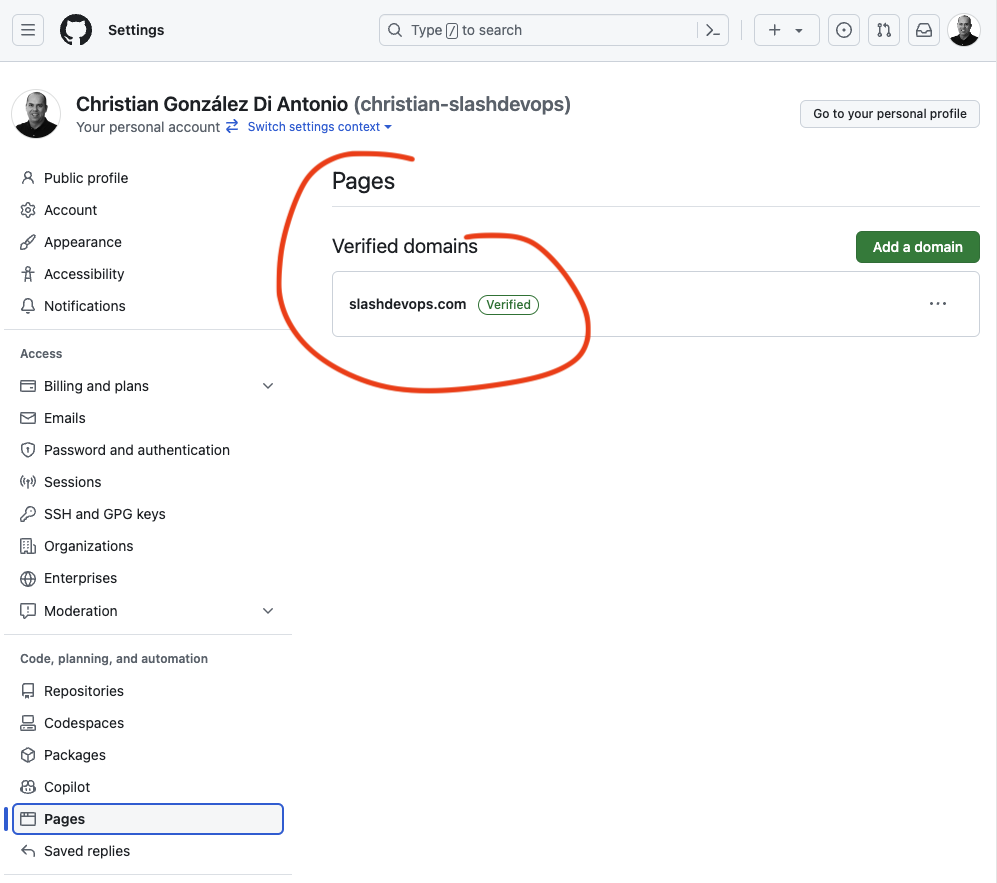 Settings
Type / to search
Christian González Di Antonio (christian-slashdevops)
Your personal account Switch settings context
Go to your personal profile
Public profile
Account
Appearance
Accessibility
Notifications
Access
Billing and plans
Emails
Password and authentication
Sessions
SSH and GPG keys
Organizations
Enterprises
Moderation
Code, planning, and automation
Repositories
Codespaces
Packages
Copilot
Pages
Saved replies
Pages
Verified domains
Add a domain
slashdevops.com Verified